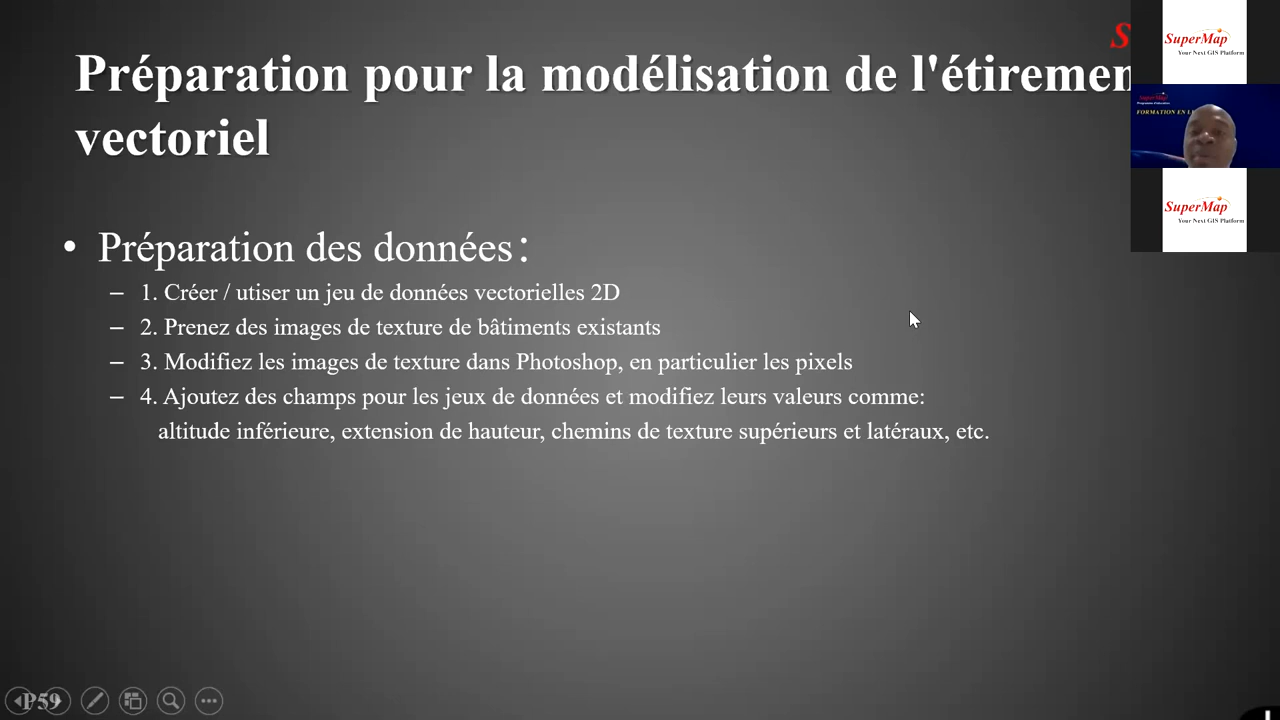 Préparation pour la modélisation de l'étiremen
vectoriel
• Préparation des données：
– 1. Créer / utiser un jeu de données vectorielles 2D
– 2. Prenez des images de texture de bâtiments existants
– 3. Modifiez les images de texture dans Photoshop, en particulier les pixels
– 4. Ajoutez des champs pour les jeux de données et modifiez leurs valeurs comme:
altitude inférieure, extension de hauteur, chemins de texture supérieurs et latéraux, etc.
S
SuperMap
Your Next GIS Platform
SuperMap
FORMATION EN LI
SuperMap
Your Next GIS Platform
P59